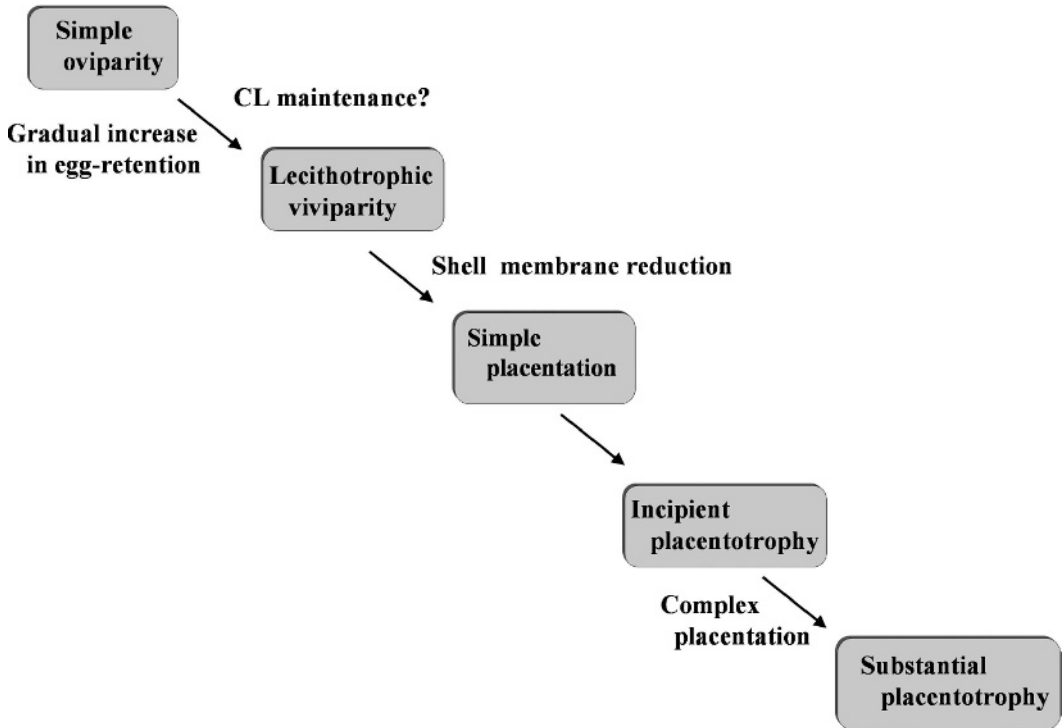 Simple
oviparity
CL maintenance?
Gradual increase
in egg-retention
Lecithotrophic
viviparity
Shell membrane reduction
Simple
placentation
Incipient
placentotrophy
Complex
placentation
Substantial
placentotrophy